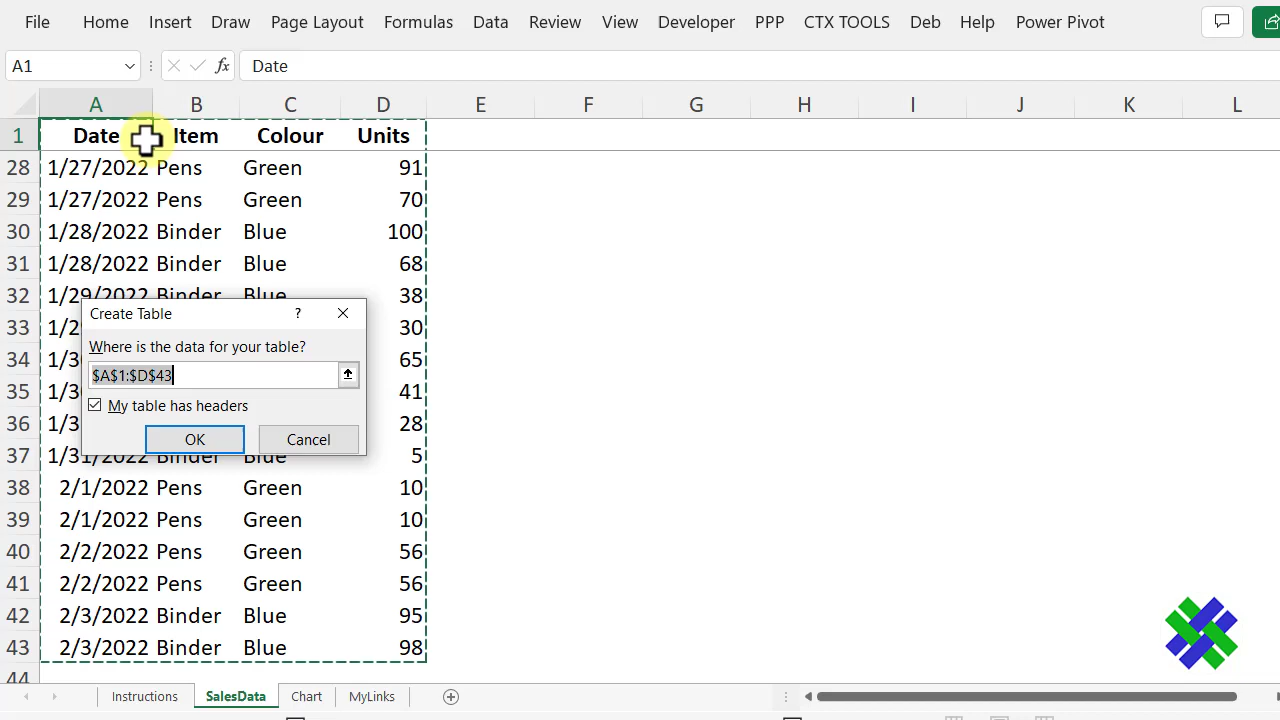 File Home Insert Draw Page Layout Formulas Data Review View Developer PPP CTX TOOLS Deb Help Power Pivot
A1 fx Date
A B C D E F G H I J K L
1 Date Item Colour Units
28 1/27/2022 Pens Green 91
29 1/27/2022 Pens Green 70
30 1/28/2022 Binder Blue 100
31 1/28/2022 Binder Blue 68
32 1/29/2022 Binder Blue 38
33 1/2 30
34 1/3 65
35 1/3 41
36 1/3 28
37 1/31/2022 Binder Blue 5
38 2/1/2022 Pens Green 10
39 2/1/2022 Pens Green 10
40 2/2/2022 Pens Green 56
41 2/2/2022 Pens Green 56
42 2/3/2022 Binder Blue 95
43 2/3/2022 Binder Blue 98
44
Create Table ?
Where is the data for your table?
$A$1:$D$43
My table has headers
OK Cancel
Instructions SalesData Chart MyLinks